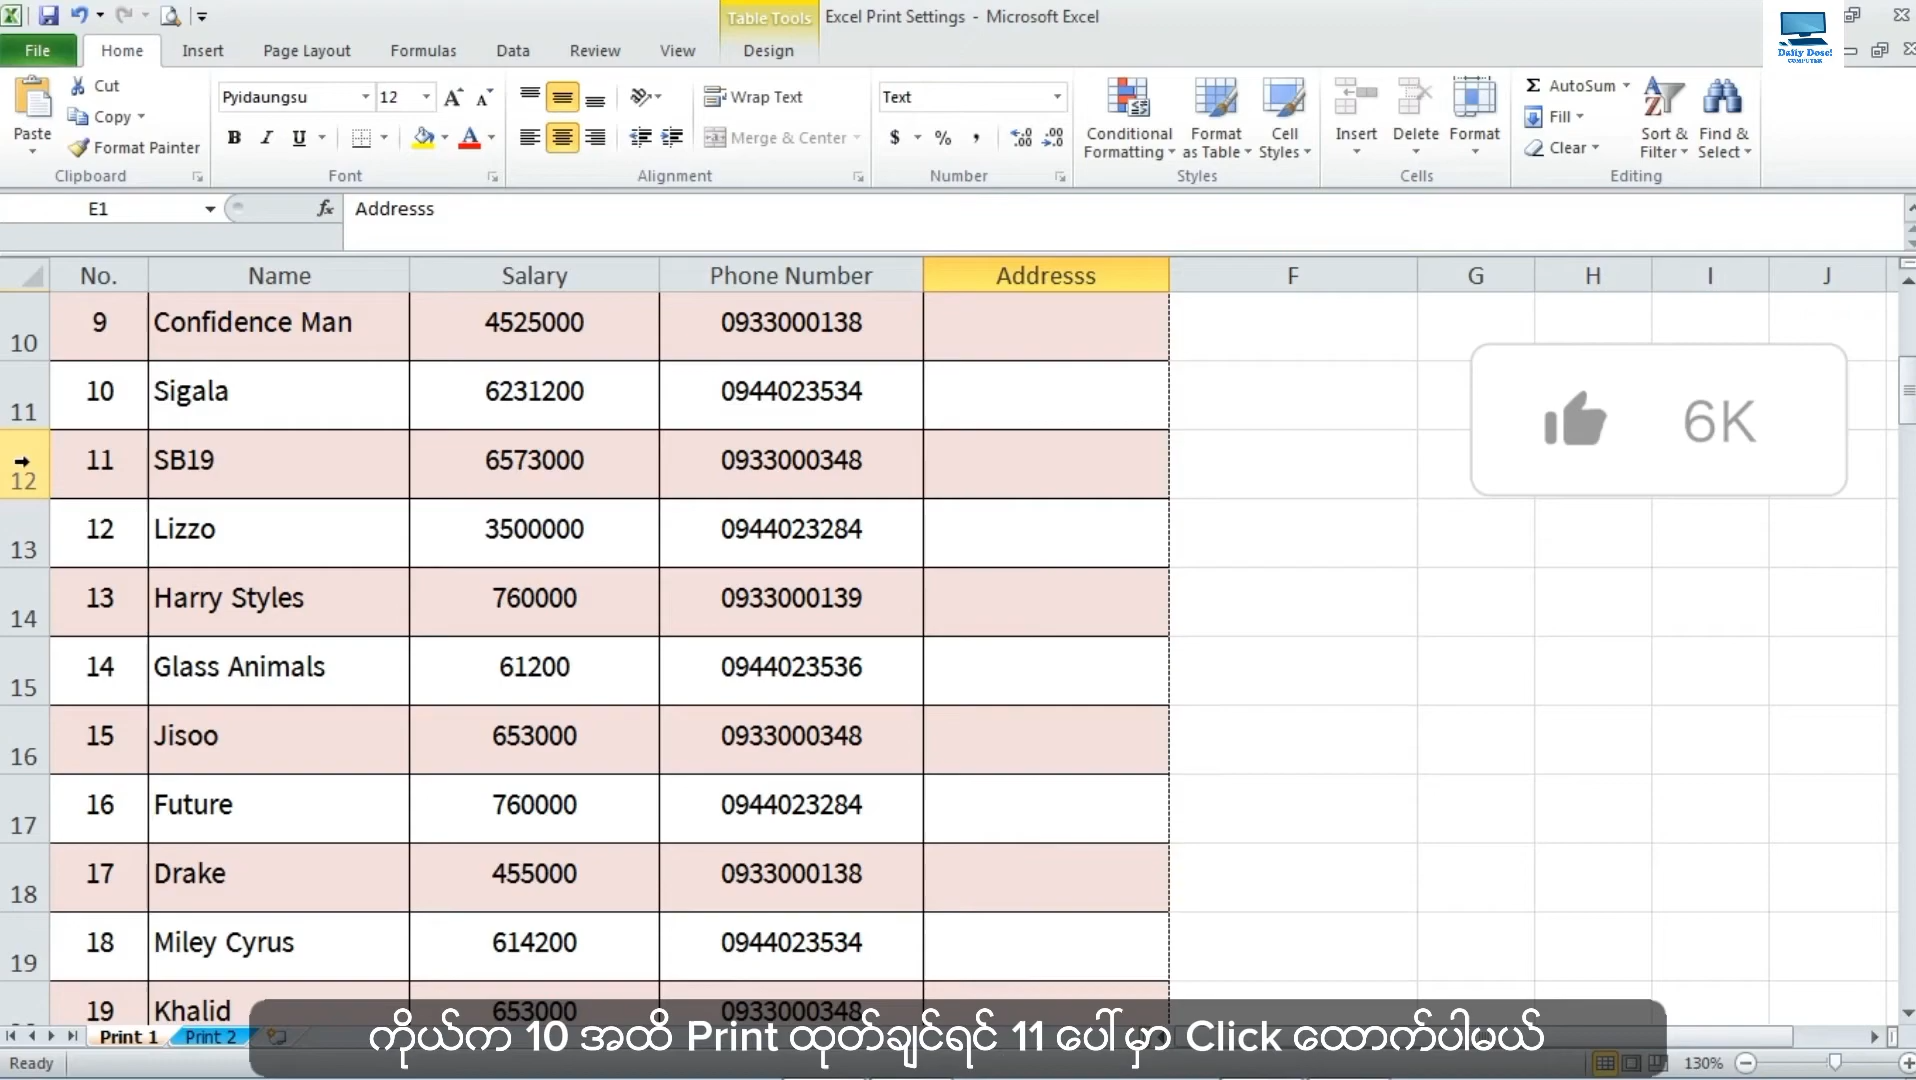 Table Tools Excel Print Settings - Microsoft Excel
File Home Insert Page Layout Formulas Data Review View Design
Daily Dose!
COMPUTER
Paste Cut Copy Format Painter Clipboard
Pyidaungsu 12 B I U Font
Wrap Text Merge & Center Alignment
Text $ % , .00 .0 Number
Conditional Formatting Format as Table Cell Styles Styles
Insert Delete Format Cells
Σ AutoSum Fill Clear Sort & Filter Find & Select Editing
E1 fx Addresss
No. Name Salary Phone Number Addresss F G H I J
10 9 Confidence Man 4525000 0933000138
11 10 Sigala 6231200 0944023534
6K
12 11 SB19 6573000 0933000348
13 12 Lizzo 3500000 0944023284
14 13 Harry Styles 760000 0933000139
15 14 Glass Animals 61200 0944023536
16 15 Jisoo 653000 0933000348
17 16 Future 760000 0944023284
18 17 Drake 455000 0933000138
19 18 Miley Cyrus 614200 0944023534
19 Khalid 653000 0933000348
Print 1 Print 2
ကိုယ်က 10 အထိ Print ထုတ်ချင်ရင် 11 ပေါ်မှာ Click ထောက်ပါမယ်
Ready 130%